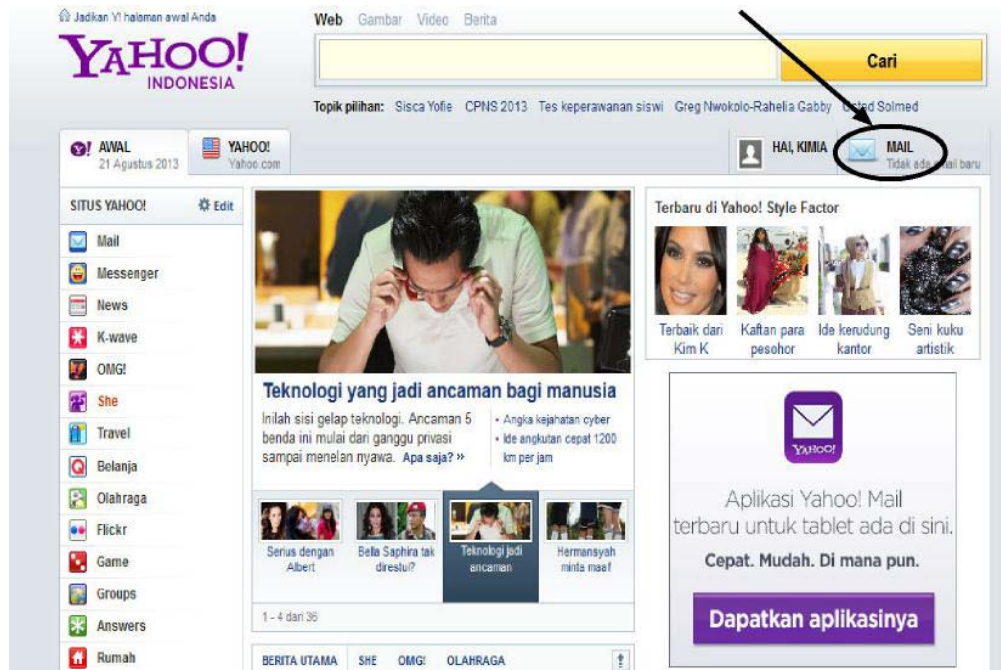 Jadikan Y! halaman awal Anda
Web Gambar Video Berita
YAHOO!
INDONESIA
Cari
Topik pilihan: Sisca Yofie CPNS 2013 Tes keperawanan siswi Greg Nwokolo-Rahelia Gabby Usted Solmed
Y! AWAL
21 Agustus 2013
YAHOO!
Yahoo.com
HAI, KIMIA
MAIL
Tidak ada email baru
SITUS YAHOO!
Edit
Mail
Messenger
News
K-wave
OMG!
She
Travel
Belanja
Olahraga
Flickr
Game
Groups
Answers
Rumah
Teknologi yang jadi ancaman bagi manusia
Inilah sisi gelap teknologi. Ancaman 5
benda ini mulai dari ganggu privasi
sampai menelan nyawa. Apa saja? »
• Angka kejahatan cyber
• Ide angkutan cepat 1200
km per jam
Serius dengan
Albert
Bella Saphira tak
direstui?
Teknologi jadi
ancaman
Hermansyah
minta maaf
1 - 4 dari 36
BERITA UTAMA SHE OMG! OLAHRAGA
Terbaru di Yahoo! Style Factor
Terbaik dari
Kim K
Kaftan para
pesohor
Ide kerudung
kantor
Seni kuku
artistik
YAHOO!
Aplikasi Yahoo! Mail
terbaru untuk tablet ada di sini.
Cepat. Mudah. Di mana pun.
Dapatkan aplikasinya